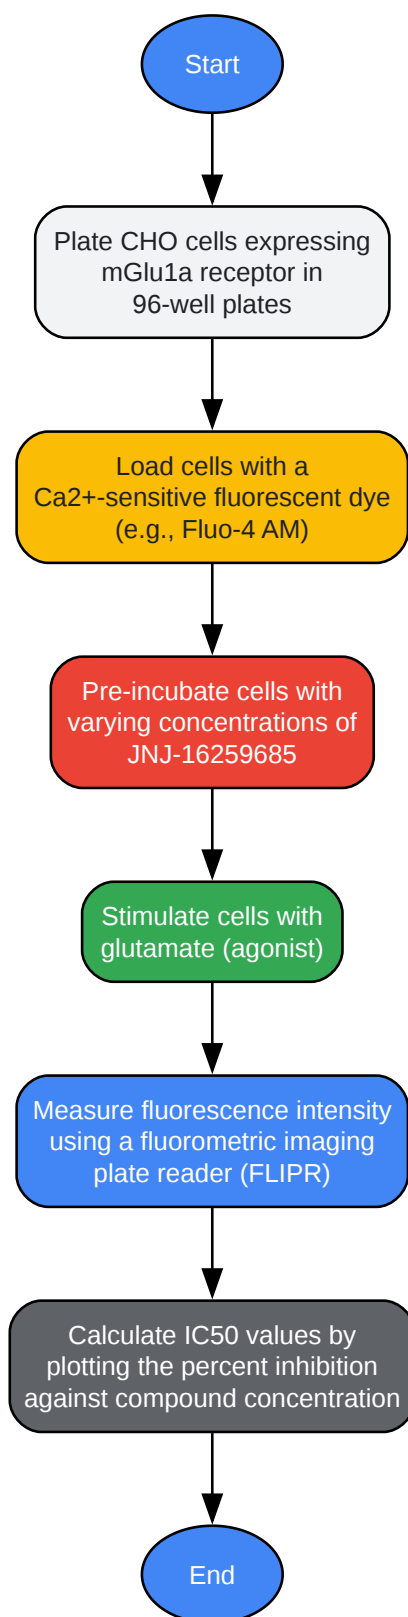 Start
Plate CHO cells expressing
mGlu1a receptor in
96-well plates
Load cells with a
Ca2+-sensitive fluorescent dye
(e.g., Fluo-4 AM)
Pre-incubate cells with
varying concentrations of
JNJ-16259685
Stimulate cells with
glutamate (agonist)
Measure fluorescence intensity
using a fluorometric imaging
plate reader (FLIPR)
Calculate IC50 values by
plotting the percent inhibition
against compound concentration
End